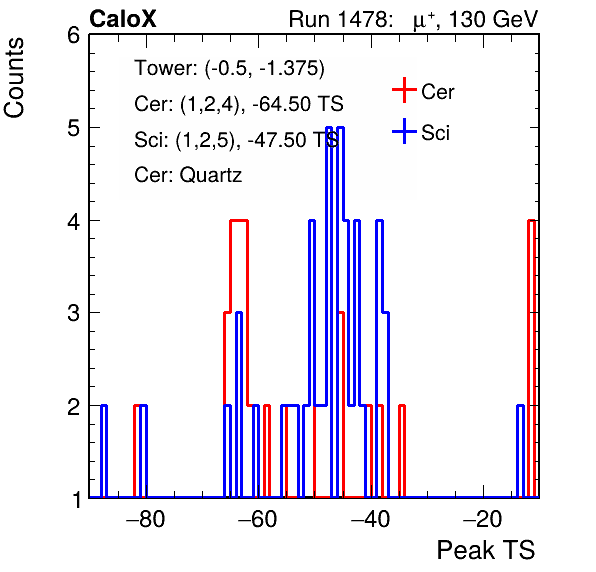 CaloX Run 1478: μ⁺, 130 GeV
Counts
Tower: (-0.5, -1.375)
Cer: (1,2,4), -64.50 TS
Sci: (1,2,5), -47.50 TS
Cer: Quartz
Cer
Sci
6
5
4
3
2
1
−80 −60 −40 −20
Peak TS